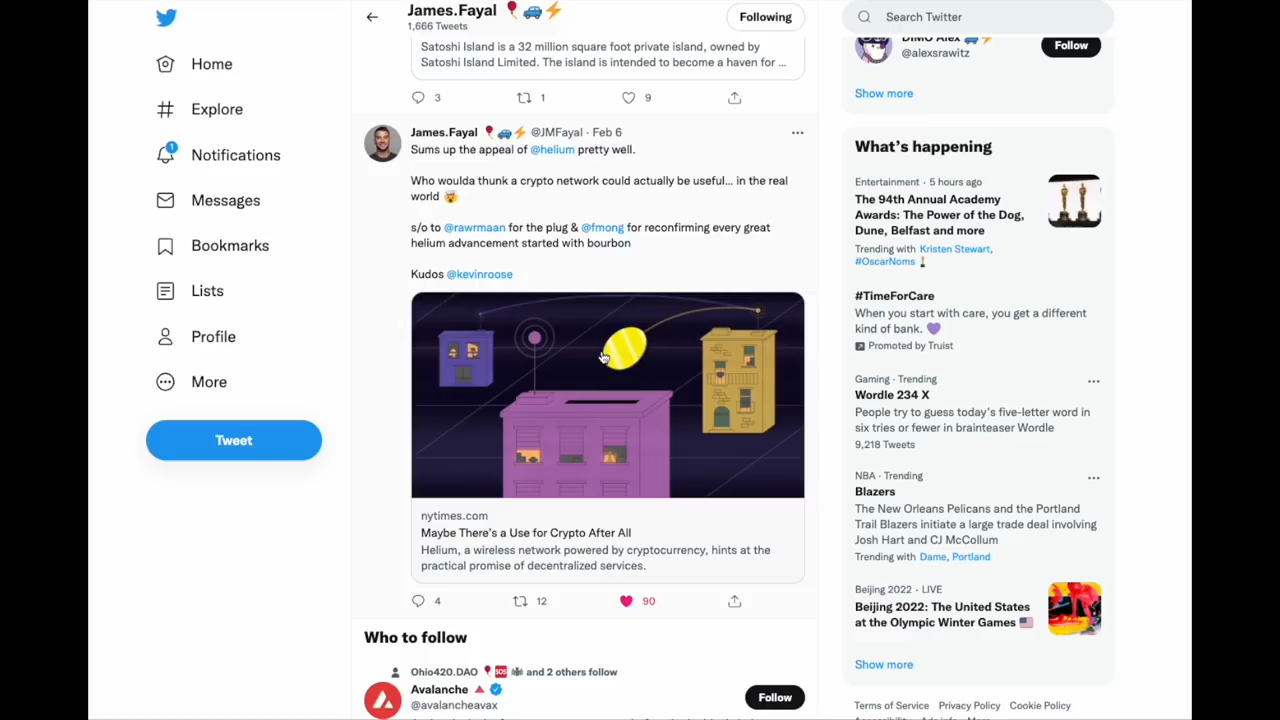 Home
Explore
1
Notifications
Messages
Bookmarks
Lists
Profile
More
Tweet
James.Fayal
1,666 Tweets
Following
Satoshi Island is a 32 million square foot private island, owned by
Satoshi Island Limited. The island is intended to become a haven for ...
3 1 9
James.Fayal 🎈🚙⚡ @JMFayal · Feb 6
Sums up the appeal of @helium pretty well.
Who woulda thunk a crypto network could actually be useful... in the real
world 🤯
s/o to @rawrmaan for the plug & @fmong for reconfirming every great
helium advancement started with bourbon
Kudos @kevinroose
nytimes.com
Maybe There's a Use for Crypto After All
Helium, a wireless network powered by cryptocurrency, hints at the
practical promise of decentralized services.
4 12 90
Who to follow
Ohio420.DAO 🎈🆘 and 2 others follow
Avalanche
@avalancheavax
Follow
Search Twitter
DIMO Alex
@alexsrawitz
Follow
Show more
What's happening
Entertainment · 5 hours ago
The 94th Annual Academy
Awards: The Power of the Dog,
Dune, Belfast and more
Trending with Kristen Stewart,
#OscarNoms
#TimeForCare
When you start with care, you get a different
kind of bank. 💜
Promoted by Truist
Gaming · Trending
Wordle 234 X
People try to guess today's five-letter word in
six tries or fewer in brainteaser Wordle
9,218 Tweets
NBA · Trending
Blazers
The New Orleans Pelicans and the Portland
Trail Blazers initiate a large trade deal involving
Josh Hart and CJ McCollum
Trending with Dame, Portland
Beijing 2022 · LIVE
Beijing 2022: The United States
at the Olympic Winter Games 🇺🇸
Show more
Terms of Service Privacy Policy Cookie Policy